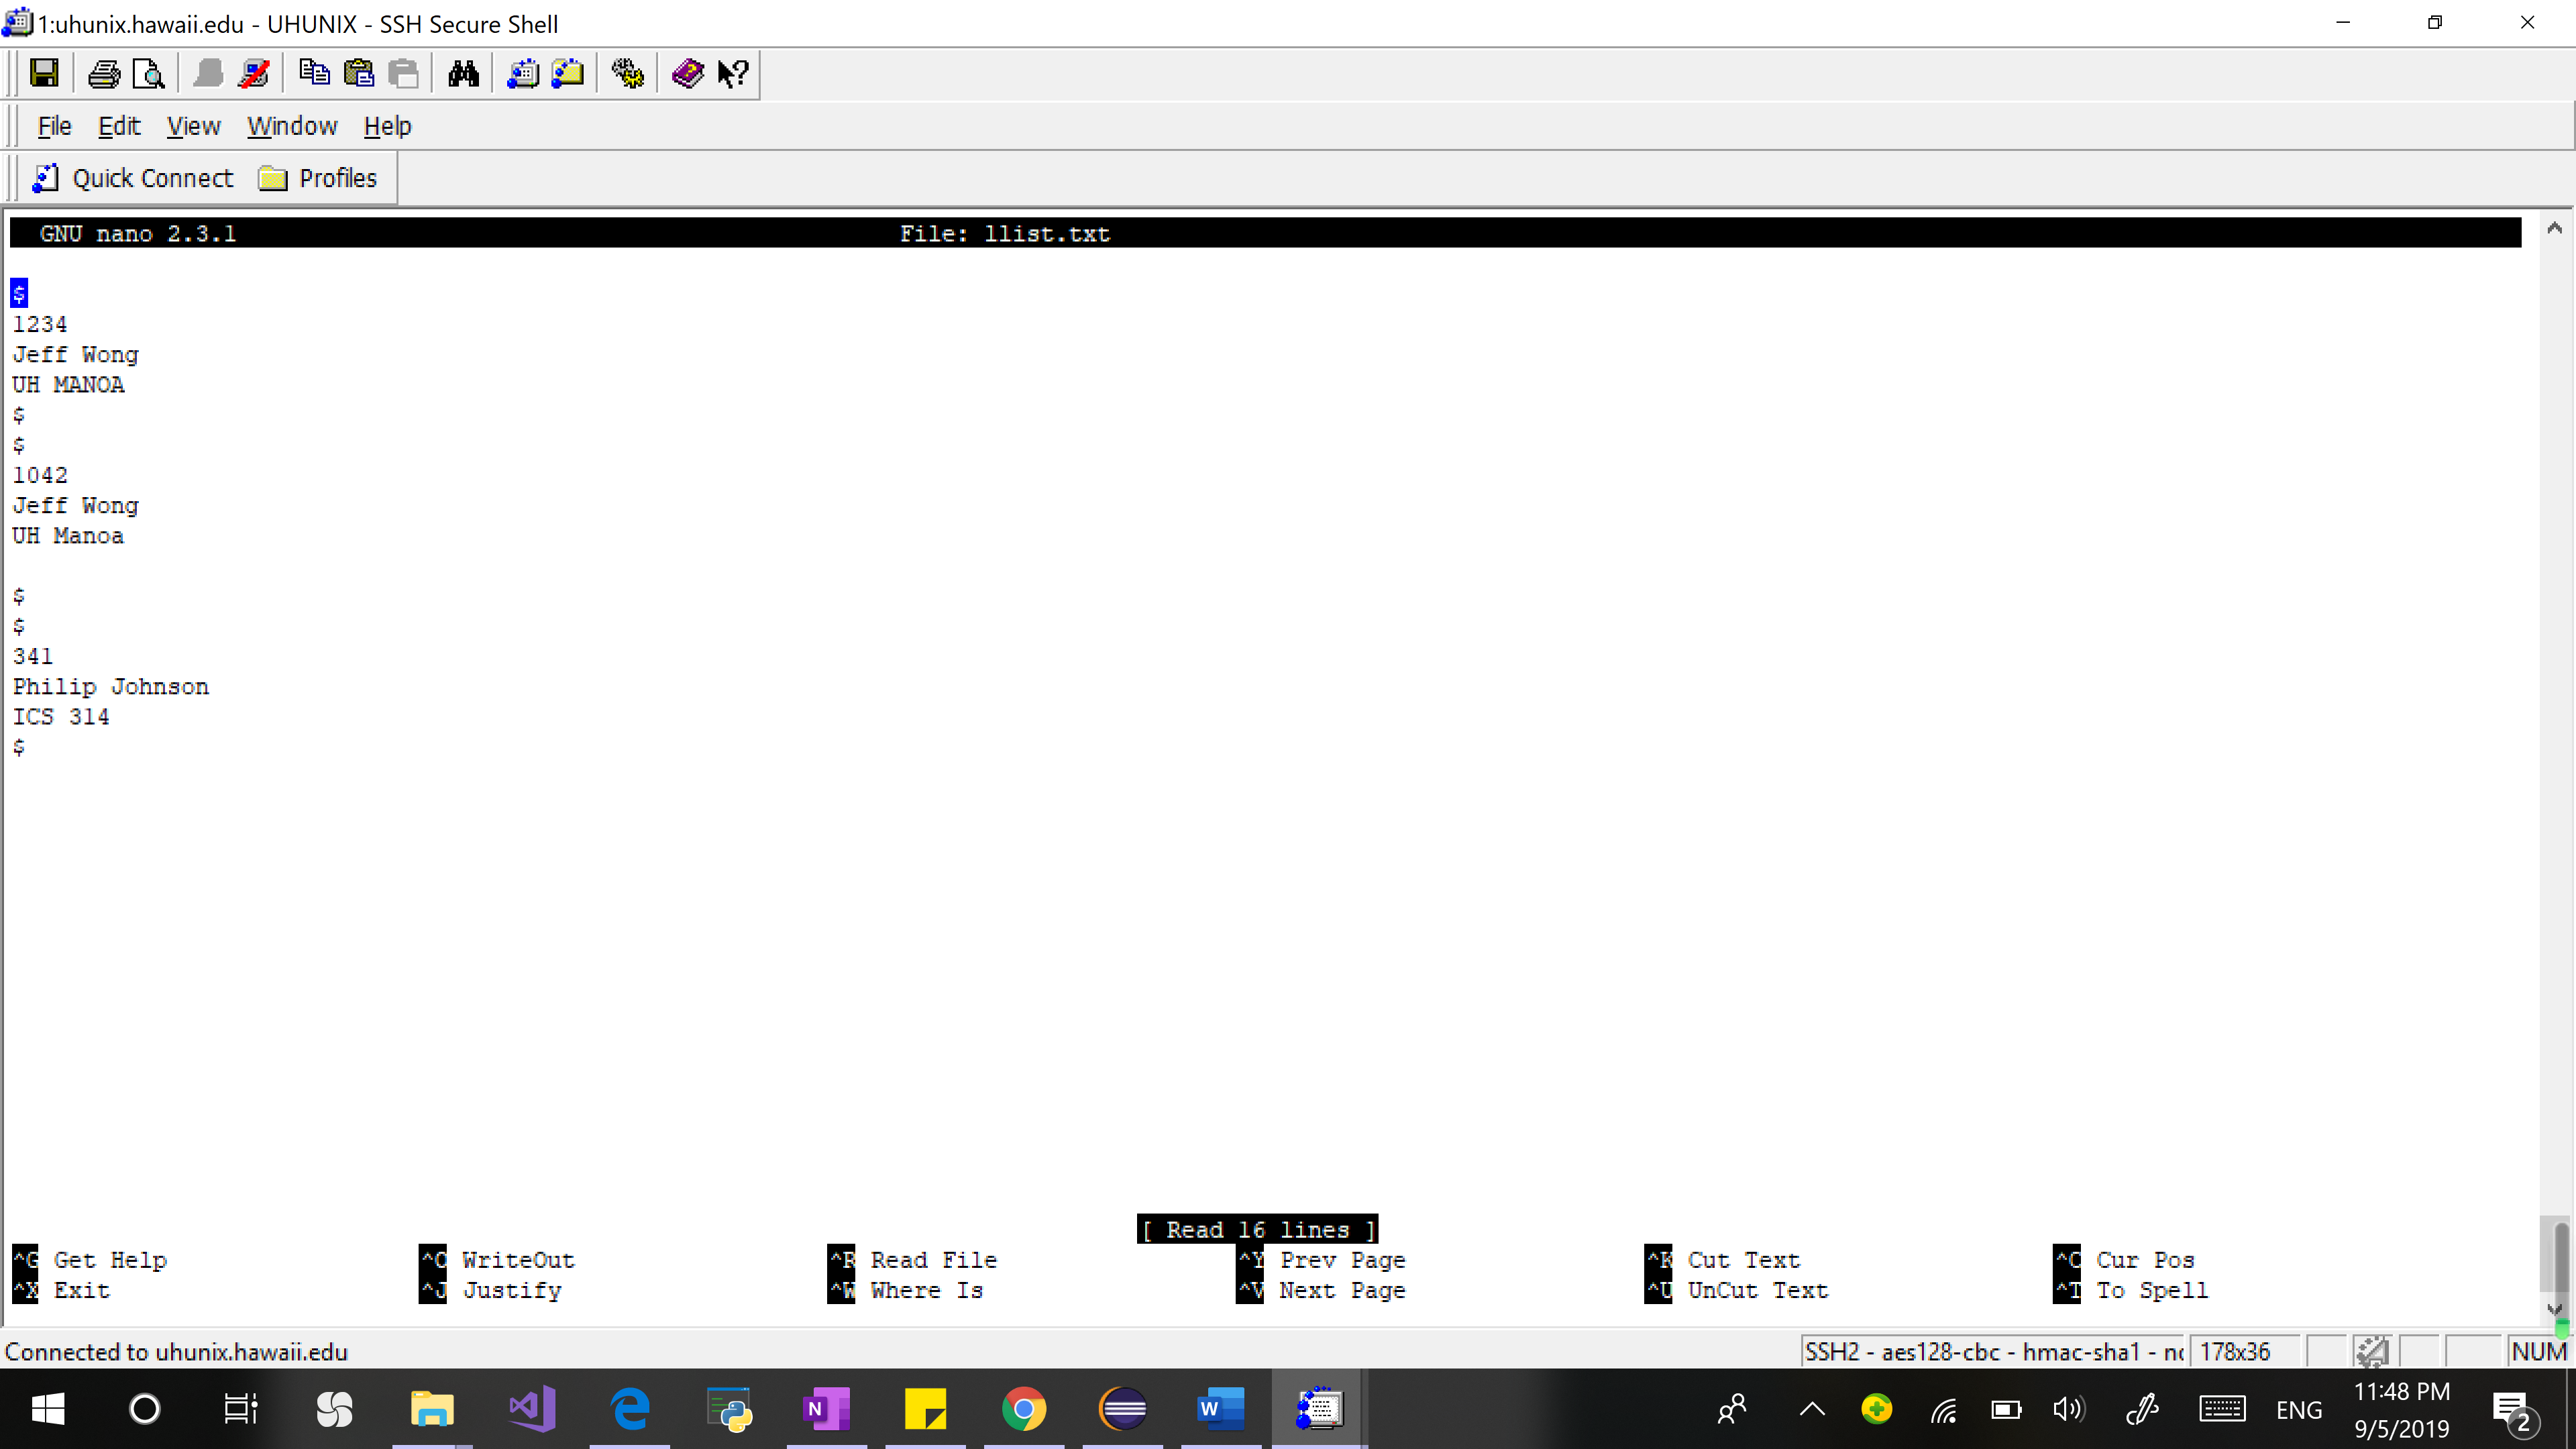 1:uhunix.hawaii.edu - UHUNIX - SSH Secure Shell
File Edit View Window Help
Quick Connect Profiles
GNU nano 2.3.1 File: llist.txt
$
1234
Jeff Wong
UH MANOA
$
$
1042
Jeff Wong
UH Manoa
$
$
341
Philip Johnson
ICS 314
$
[ Read 16 lines ]
^G Get Help ^O WriteOut ^R Read File ^Y Prev Page ^K Cut Text ^C Cur Pos
^X Exit ^J Justify ^W Where Is ^V Next Page ^U UnCut Text ^T To Spell
Connected to uhunix.hawaii.edu SSH2 - aes128-cbc - hmac-sha1 - 178x36 NUM
ENG 11:48 PM
9/5/2019 2